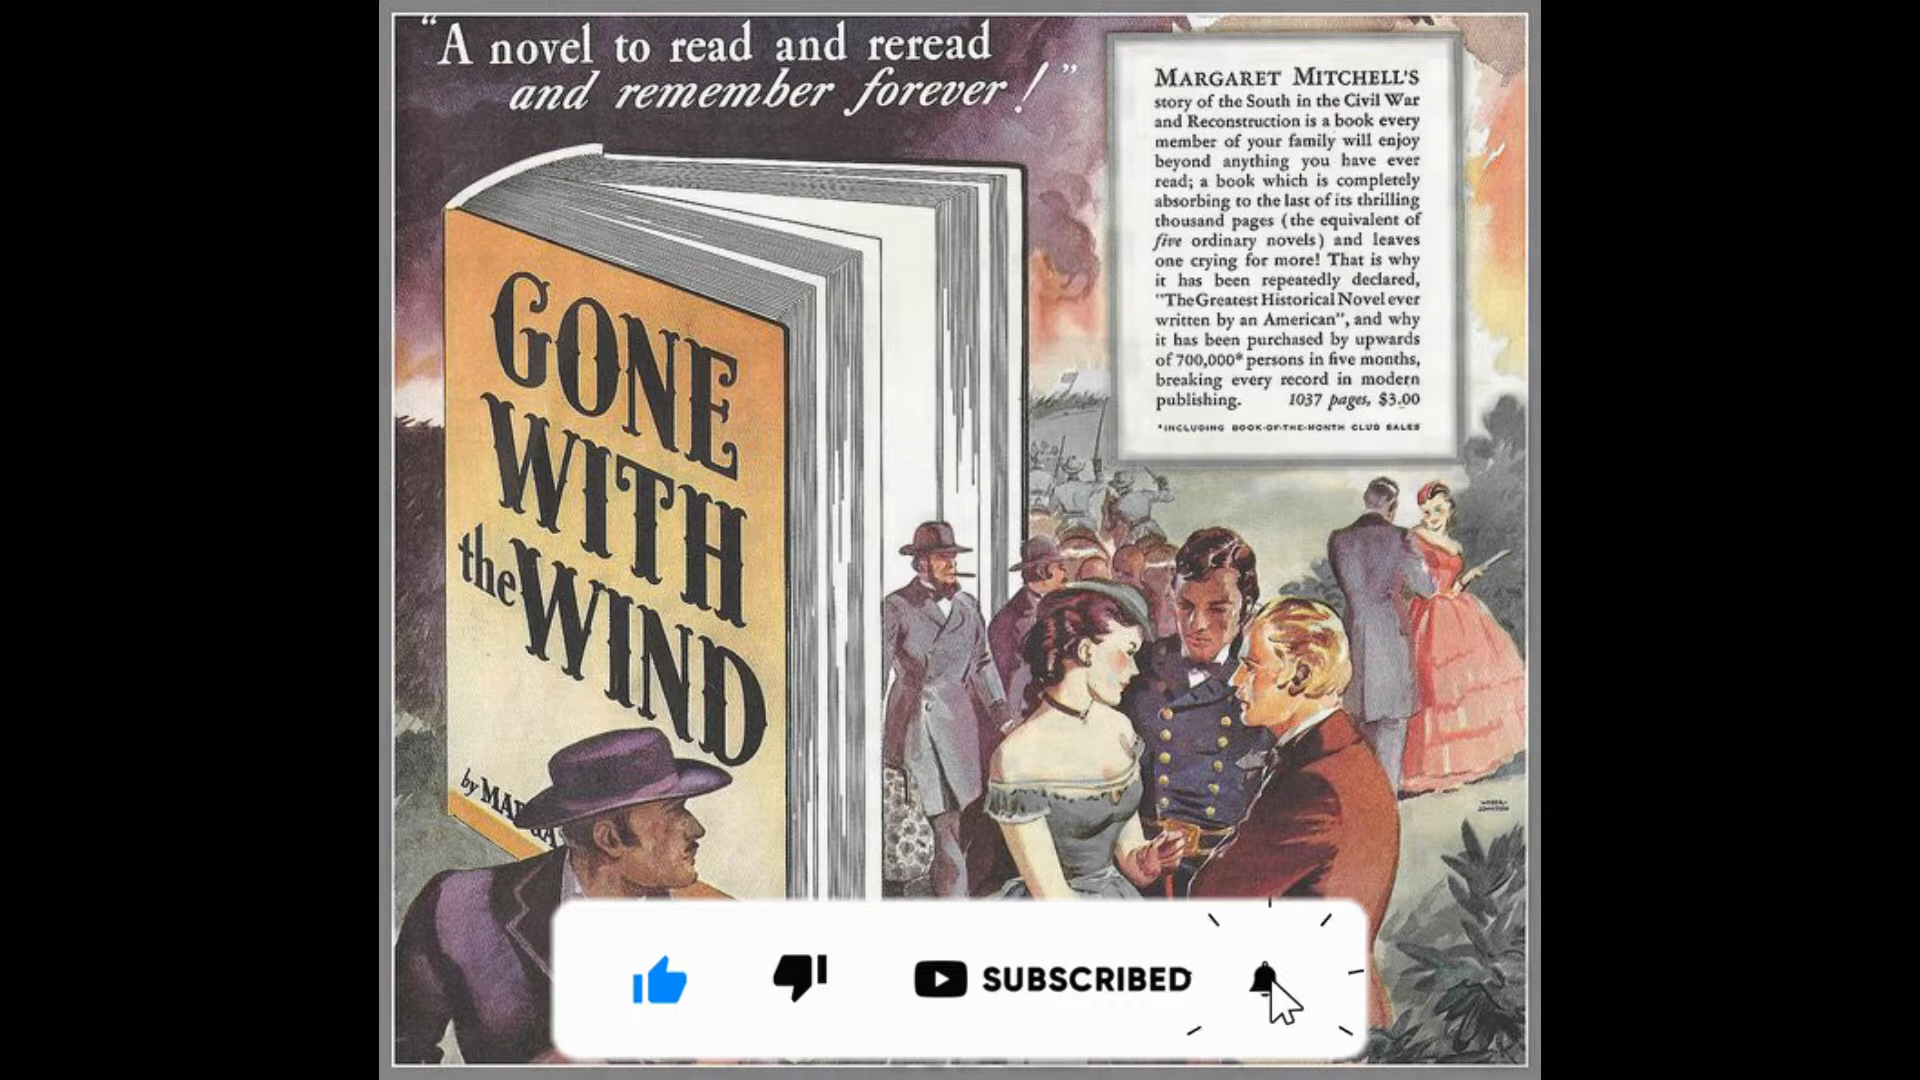 "A novel to read and reread
and remember forever!"
MARGARET MITCHELL'S
story of the South in the Civil War
and Reconstruction is a book every
member of your family will enjoy
beyond anything you have ever
read; a book which is completely
absorbing to the last of its thrilling
thousand pages (the equivalent of
five ordinary novels) and leaves
one crying for more! That is why
it has been repeatedly declared,
"The Greatest Historical Novel ever
written by an American", and why
it has been purchased by upwards
of 700,000* persons in five months,
breaking every record in modern
publishing. 1037 pages, $3.00
*INCLUDING BOOK-OF-THE-MONTH CLUB SALES
GONE
WITH
the WIND
by MARGA
SUBSCRIBED